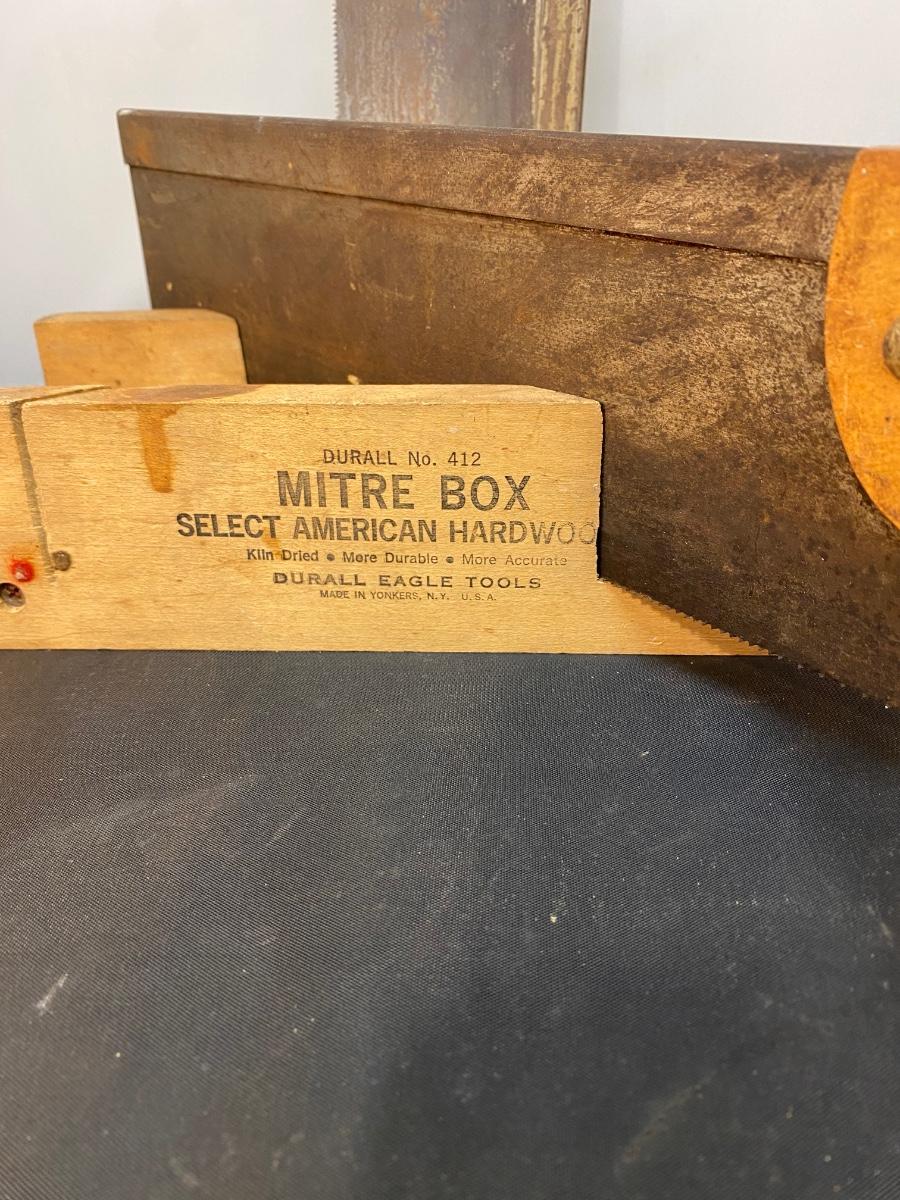 DURALL No. 412
MITRE BOX
SELECT AMERICAN HARDWOO
Kiln Dried • More Durable • More Accurate
DURALL EAGLE TOOLS
MADE IN YONKERS, N.Y. U.S.A.